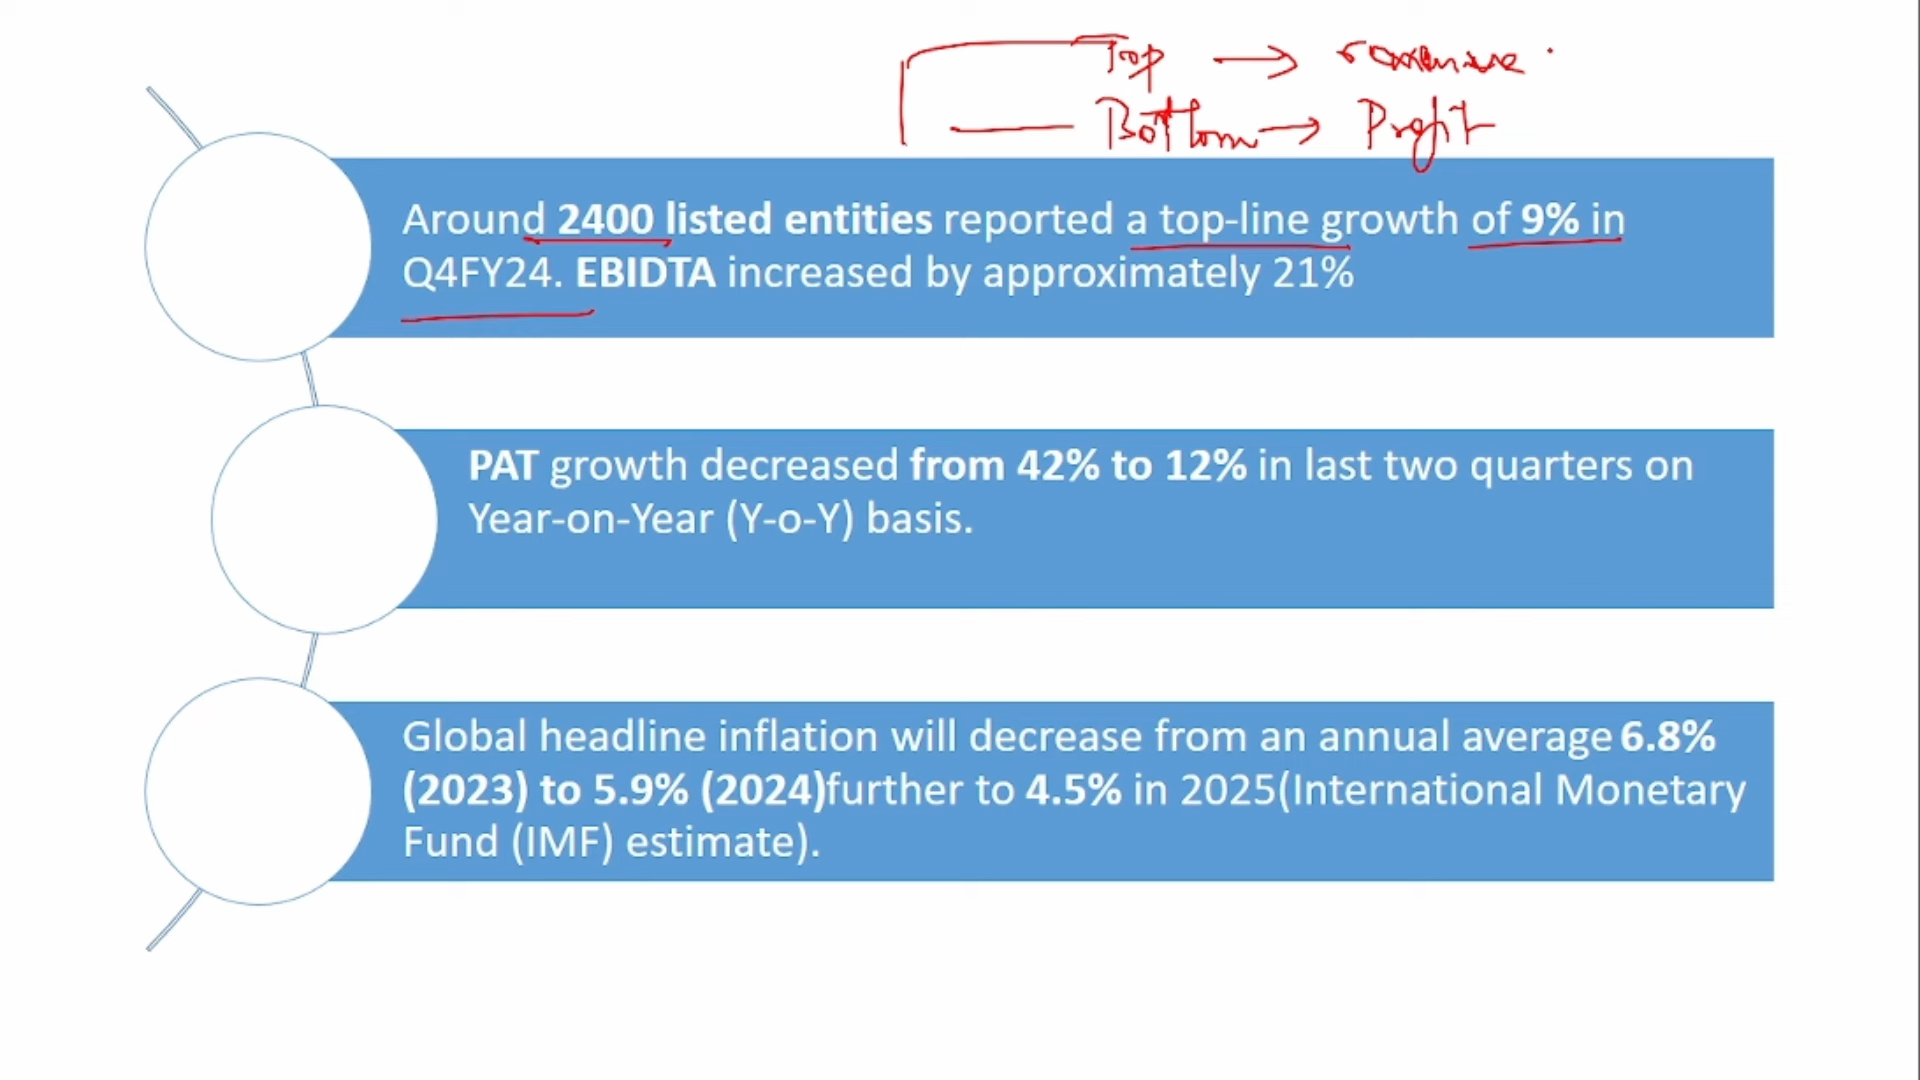 Top → revenue
Bottom → Profit
Around 2400 listed entities reported a top-line growth of 9% in
Q4FY24. EBIDTA increased by approximately 21%
PAT growth decreased from 42% to 12% in last two quarters on
Year-on-Year (Y-o-Y) basis.
Global headline inflation will decrease from an annual average 6.8%
(2023) to 5.9% (2024)further to 4.5% in 2025(International Monetary
Fund (IMF) estimate).